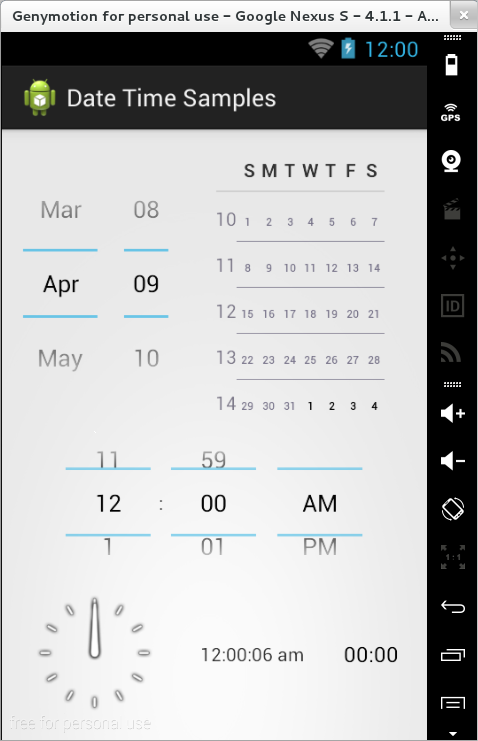 Genymotion for personal use – Google Nexus S – 4.1.1 – A...
12:00
GPS
Date Time Samples
ID
S M T W T F S
Mar 08
10 1 2 3 4 5 6 7
11 8 9 10 11 12 13 14
Apr 09
12 15 16 17 18 19 20 21
13 22 23 24 25 26 27 28
May 10
14 29 30 31 1 2 3 4
11 59
12 : 00 AM
1 01 PM
1:1
12:00:06 am 00:00
free for personal use